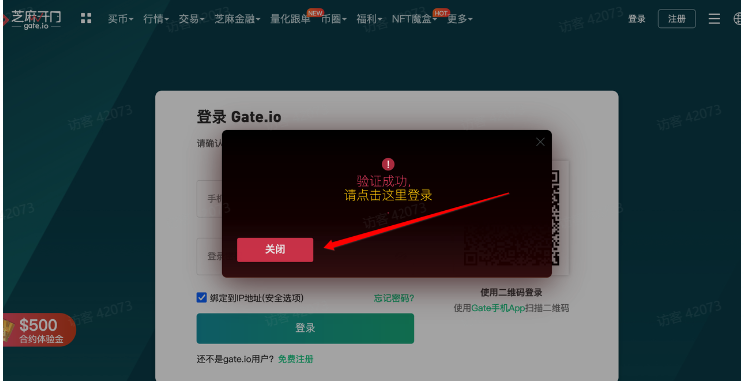 芝麻开门
gate.io
买币 行情 交易 芝麻金融 量化跟单 NEW 币圈 福利 NFT魔盒 HOT 更多
登录 注册
访客 42073
登录 Gate.io
请确认
验证成功,
请点击这里登录
手机
关闭
登录
绑定到IP地址(安全选项) 忘记密码?
使用二维码登录
使用Gate手机App扫描二维码
登录
还不是gate.io用户? 免费注册
$500
合约体验金
访客 42073
访客 42073
访客 42073
访客 42073
访客 42073